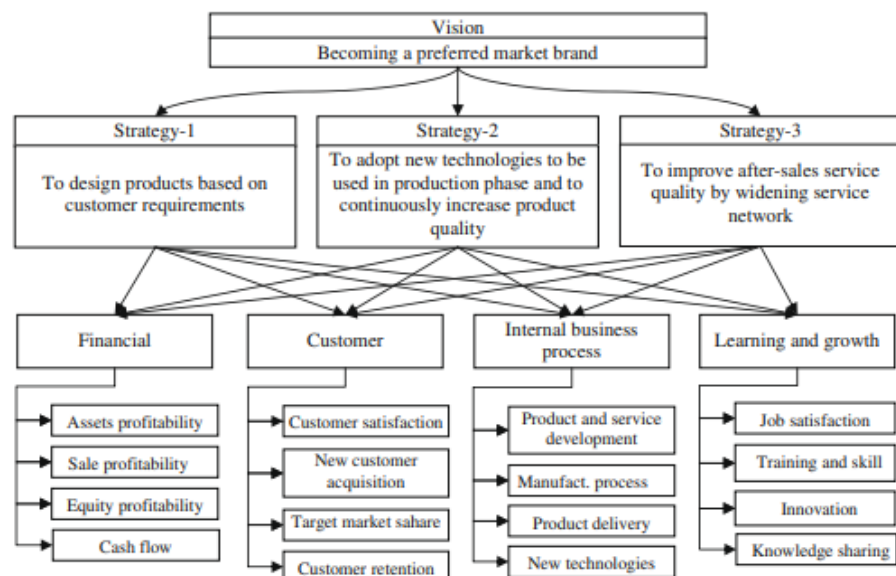 Vision
Becoming a preferred market brand
Strategy-1
To design products based on
customer requirements
Strategy-2
To adopt new technologies to be
used in production phase and to
continuously increase product
quality
Strategy-3
To improve after-sales service
quality by widening service
network
Financial
Assets profitability
Sale profitability
Equity profitability
Cash flow
Customer
Customer satisfaction
New customer
acquisition
Target market sahare
Customer retention
Internal business
process
Product and service
development
Manufact. process
Product delivery
New technologies
Learning and growth
Job satisfaction
Training and skill
Innovation
Knowledge sharing